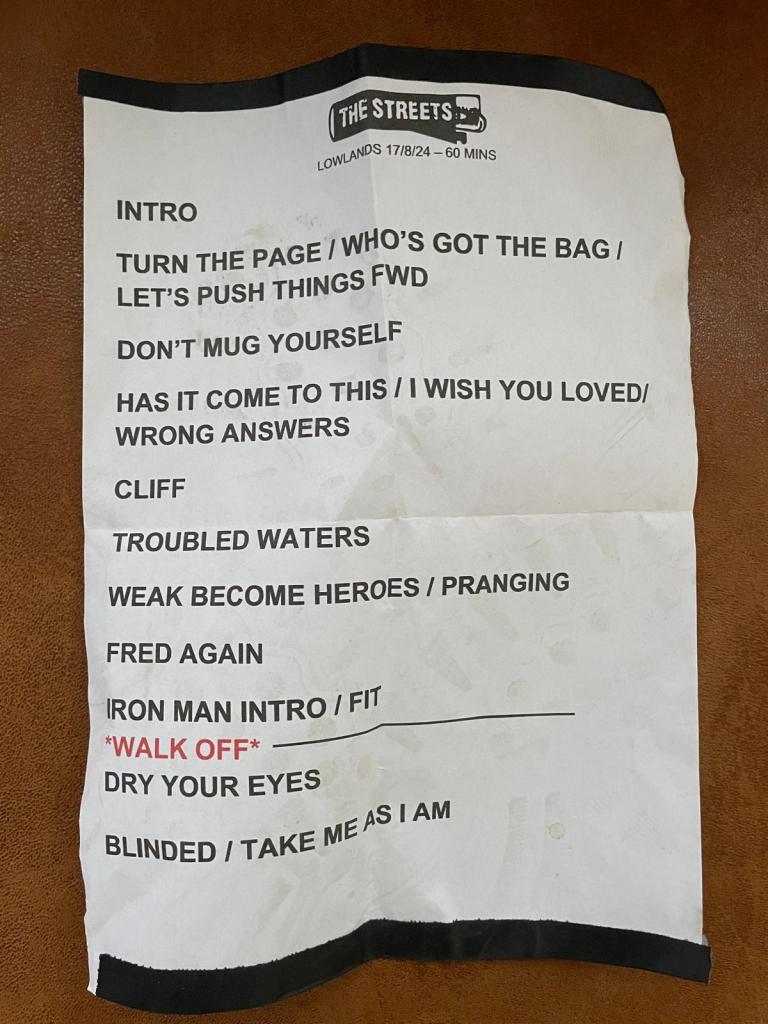 THE STREETS
LOWLANDS 17/8/24 – 60 MINS
INTRO
TURN THE PAGE / WHO'S GOT THE BAG /
LET'S PUSH THINGS FWD
DON'T MUG YOURSELF
HAS IT COME TO THIS / I WISH YOU LOVED/
WRONG ANSWERS
CLIFF
TROUBLED WATERS
WEAK BECOME HEROES / PRANGING
FRED AGAIN
IRON MAN INTRO / FIT
*WALK OFF*
DRY YOUR EYES
BLINDED / TAKE ME AS I AM